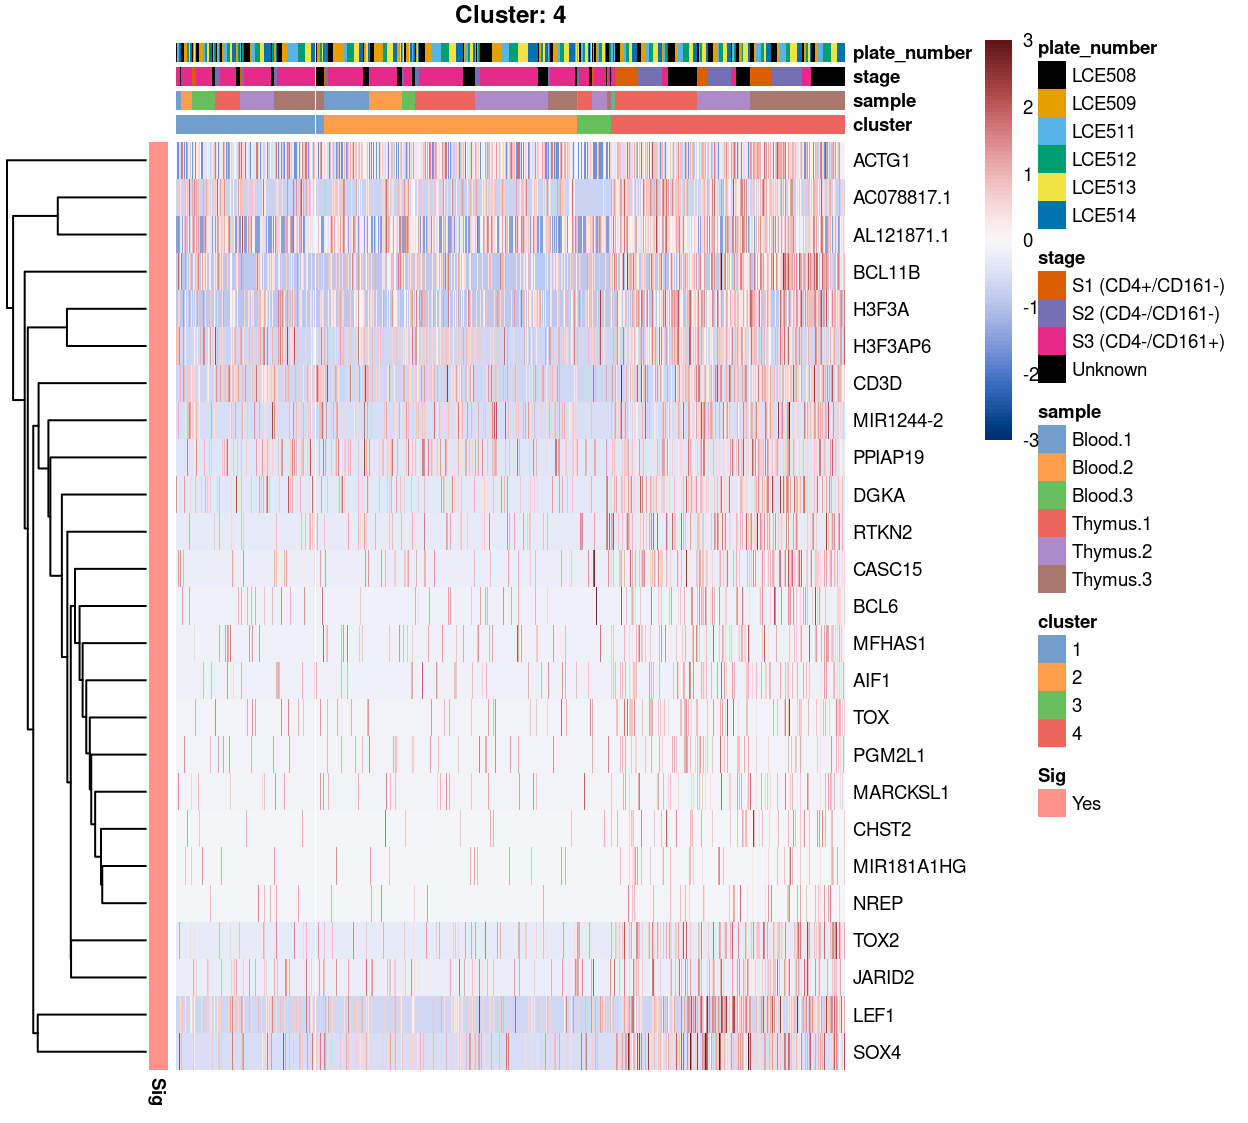 Cluster: 4
plate_number
stage
sample
cluster
ACTG1
AC078817.1
AL121871.1
BCL11B
H3F3A
H3F3AP6
CD3D
MIR1244-2
PPIAP19
DGKA
RTKN2
CASC15
BCL6
MFHAS1
AIF1
TOX
PGM2L1
MARCKSL1
CHST2
MIR181A1HG
NREP
TOX2
JARID2
LEF1
SOX4
Sig
3
2
1
0
-1
-2
-3
plate_number
LCE508
LCE509
LCE511
LCE512
LCE513
LCE514
stage
S1 (CD4+/CD161-)
S2 (CD4-/CD161-)
S3 (CD4-/CD161+)
Unknown
sample
Blood.1
Blood.2
Blood.3
Thymus.1
Thymus.2
Thymus.3
cluster
1
2
3
4
Sig
Yes